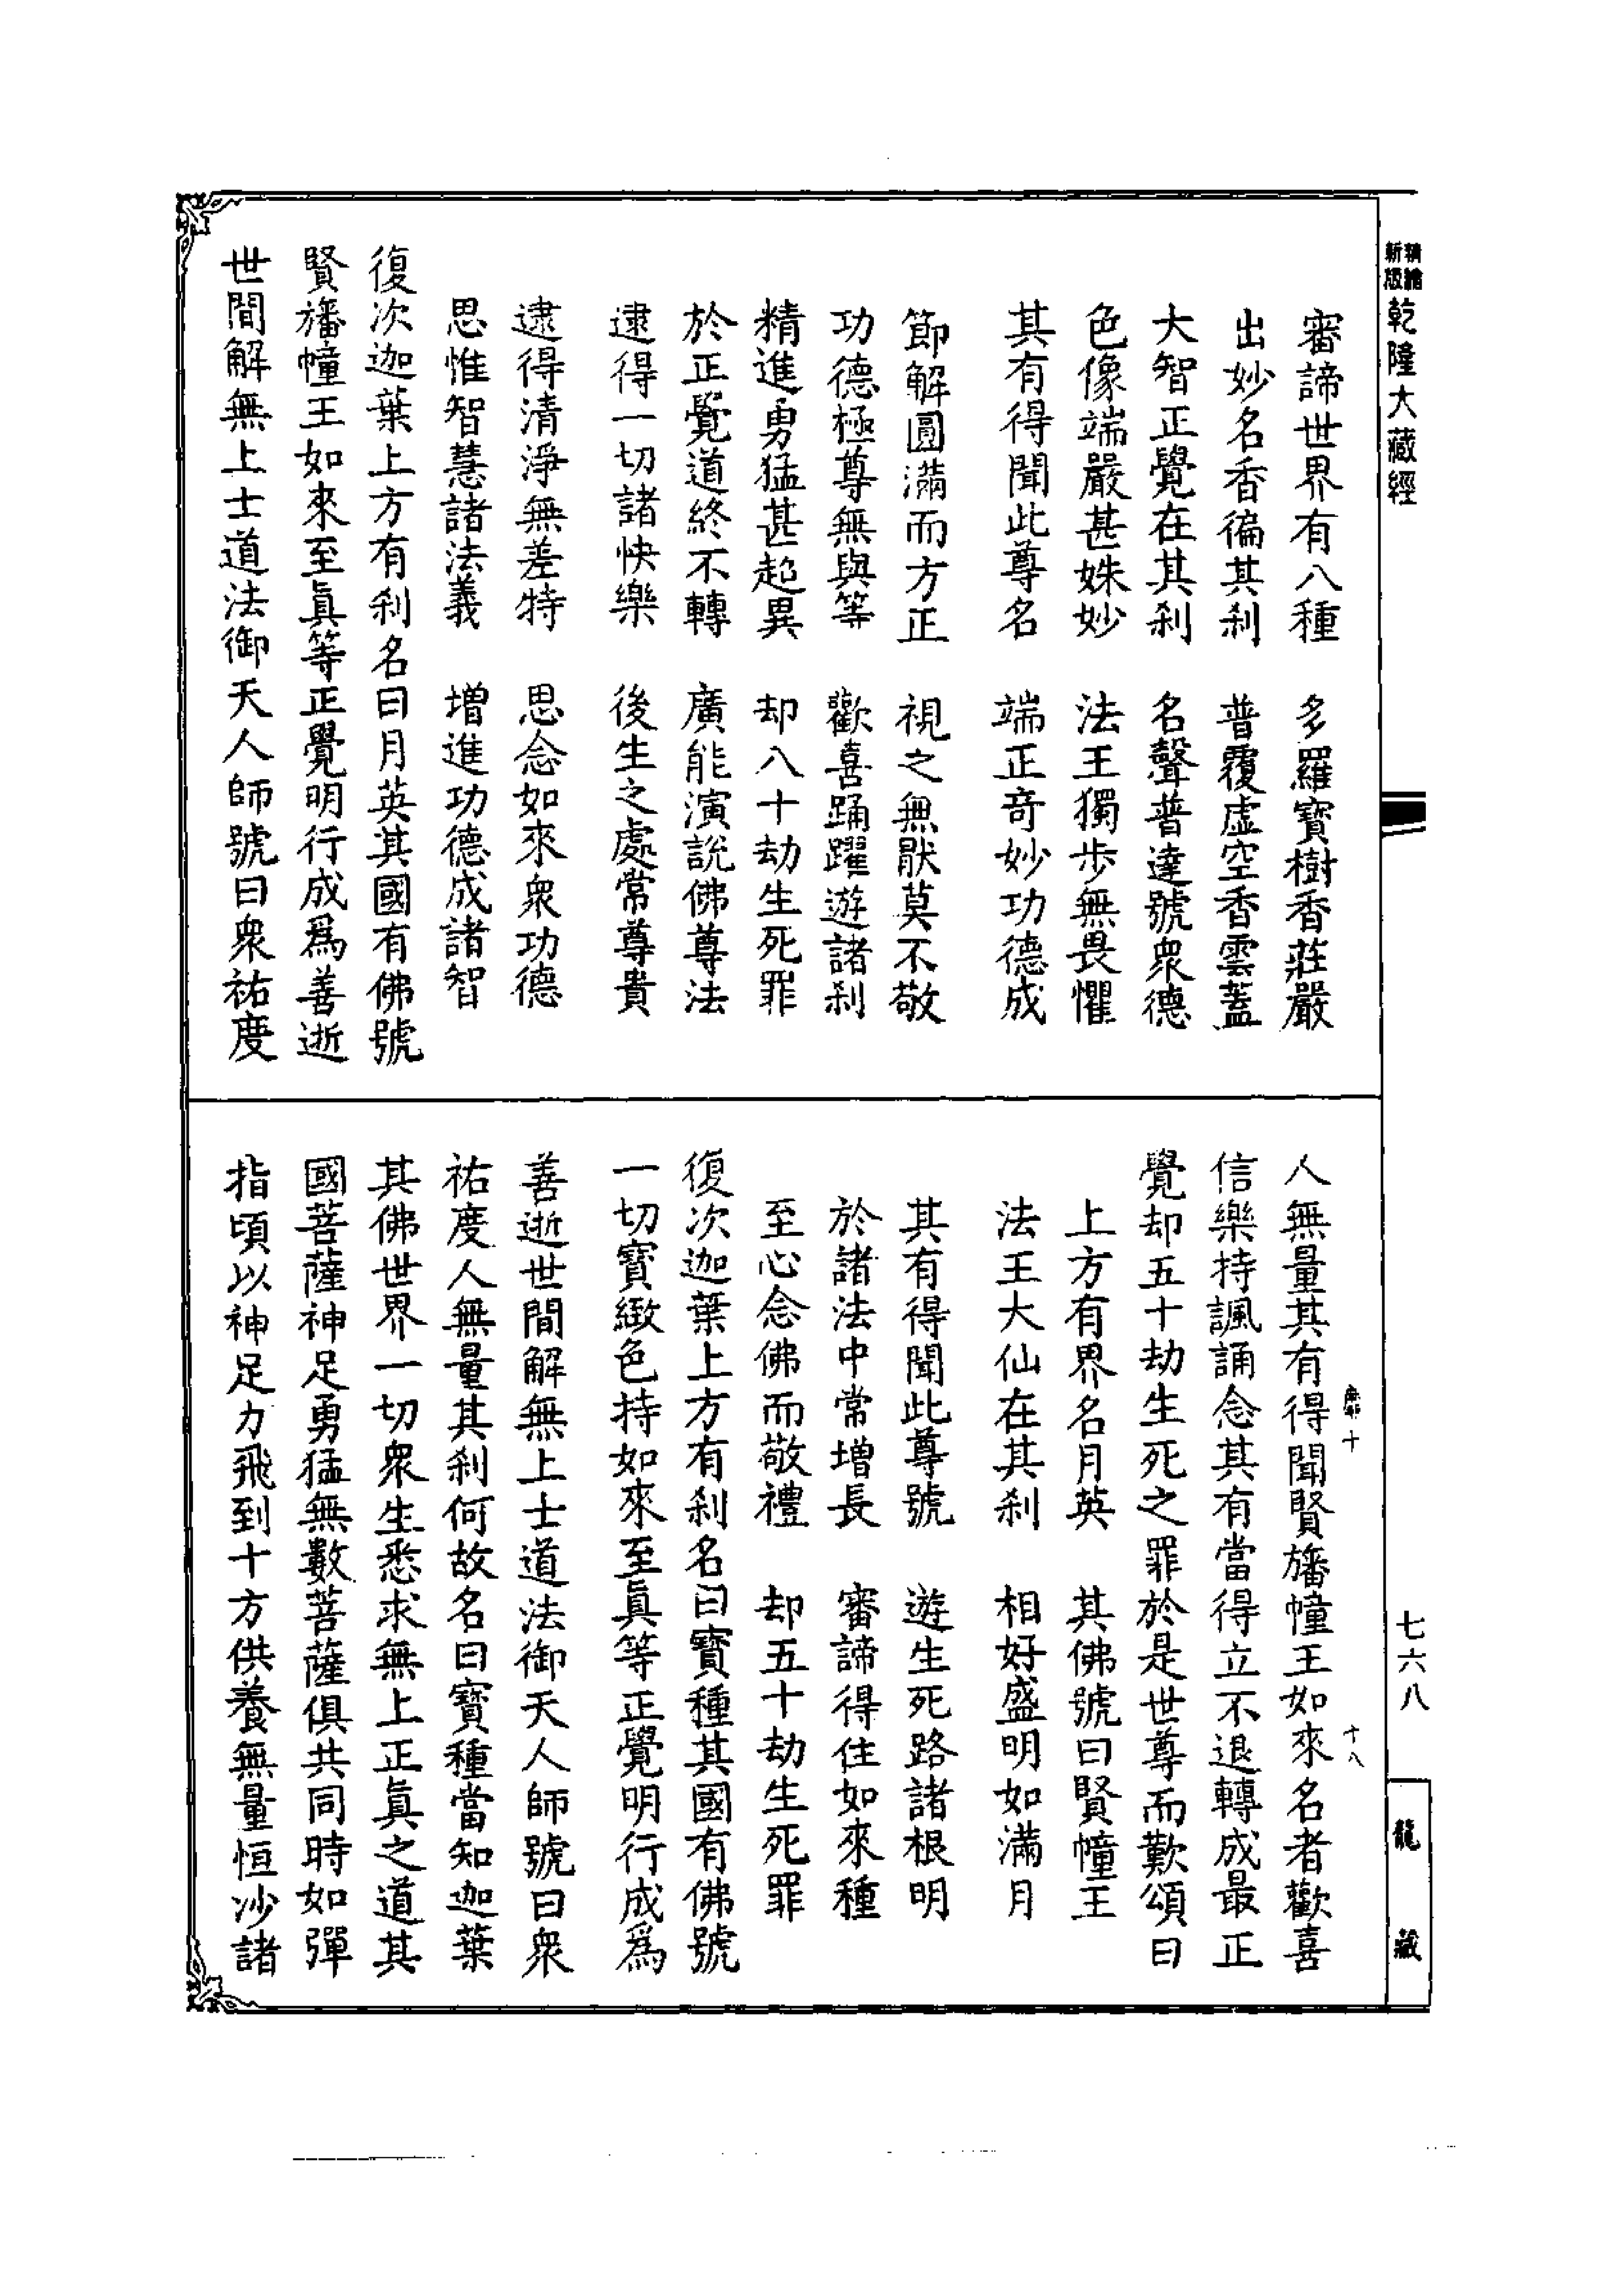 精繪新版乾隆大藏經
審諦世界有八種　多羅寶樹香莊嚴
出妙名香徧其剎　普覆虛空香雲蓋
大智正覺在其剎　名聲普達號衆德
色像端嚴甚姝妙　法王獨步無畏懼
其有得聞此尊名　端正奇妙功德成
節解圓滿而方正　視之無猒莫不敬
功德極尊無與等　歡喜踊躍遊諸剎
精進勇猛甚超異　却八十劫生死罪
於正覺道終不轉　廣能演說佛尊法
逮得一切諸快樂　後生之處常尊貴
逮得清淨無差特　思念如來衆功德
思惟智慧諸法義　增進功德成諸智
復次迦葉上方有剎名曰月英其國有佛號
賢旛幢王如來至眞等正覺明行成爲善逝
世間解無上士道法御天人師號曰衆祐度
人無量其有得聞賢旛幢王如來名者歡喜
信樂持諷誦念其有當得立不退轉成最正
覺却五十劫生死之罪於是世尊而歎頌曰
上方有界名月英　其佛號曰賢幢王
法王大仙在其剎　相好盛明如滿月
其有得聞此尊號　遊生死路諸根明
於諸法中常增長　審諦得住如來種
至心念佛而敬禮　却五十劫生死罪
復次迦葉上方有剎名曰寶種其國有佛號
一切寶緻色持如來至眞等正覺明行成爲
善逝世間解無上士道法御天人師號曰衆
祐度人無量其剎何故名曰寶種當知迦葉
其佛世界一切衆生悉求無上正眞之道其
國菩薩神足勇猛無數菩薩俱共同時如彈
指頃以神足力飛到十方供養無量恒沙諸
十
十八
七六八
龍藏